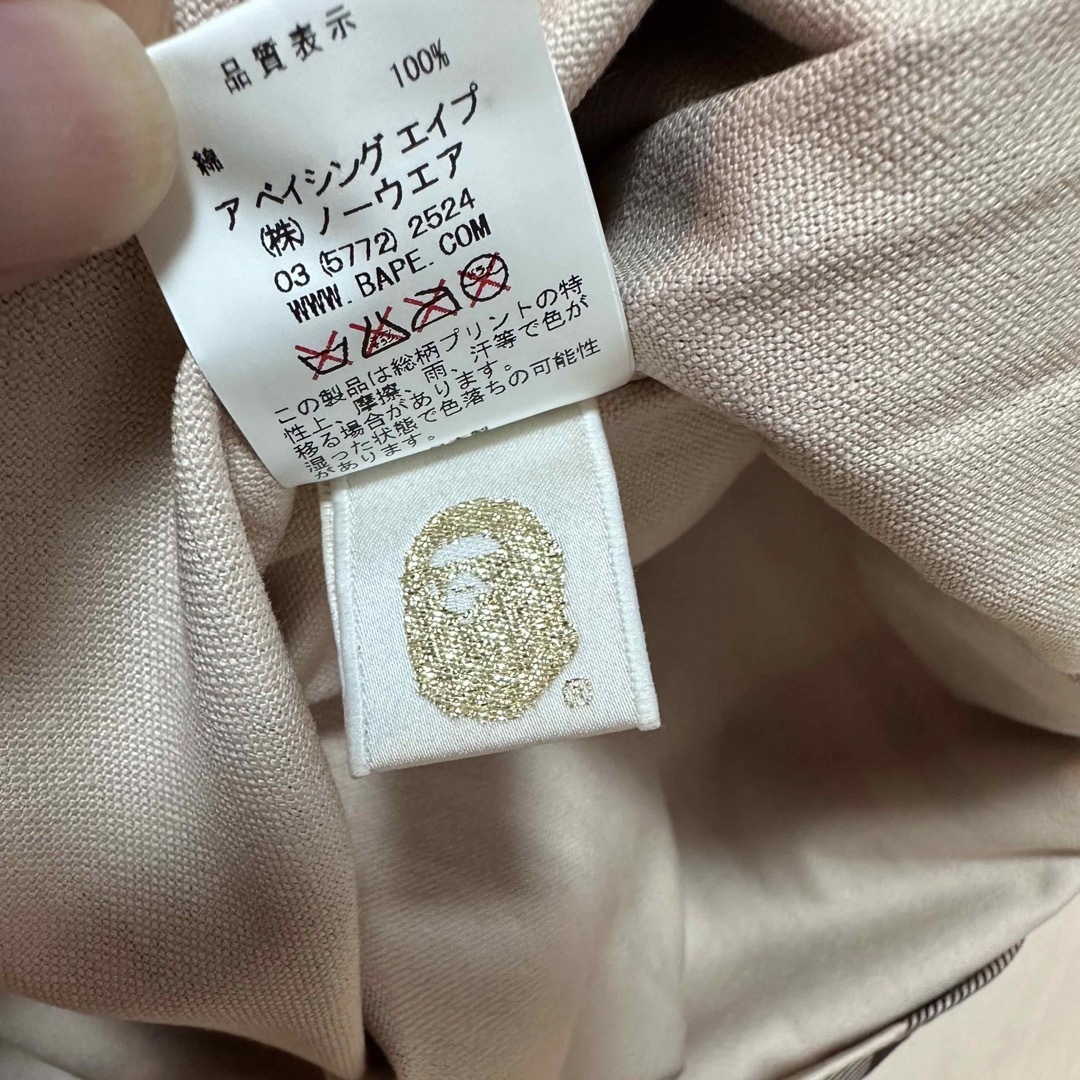 品質表示
綿 100%
ア ベイシング エイプ
(株) ノーウエア
03 (5772) 2524
WWW. BAPE. COM
この製品は総柄プリントの特
性上、摩擦、雨、汗等で色が
移る場合があります。
湿った状態で色落ちの可能性
があります。
®